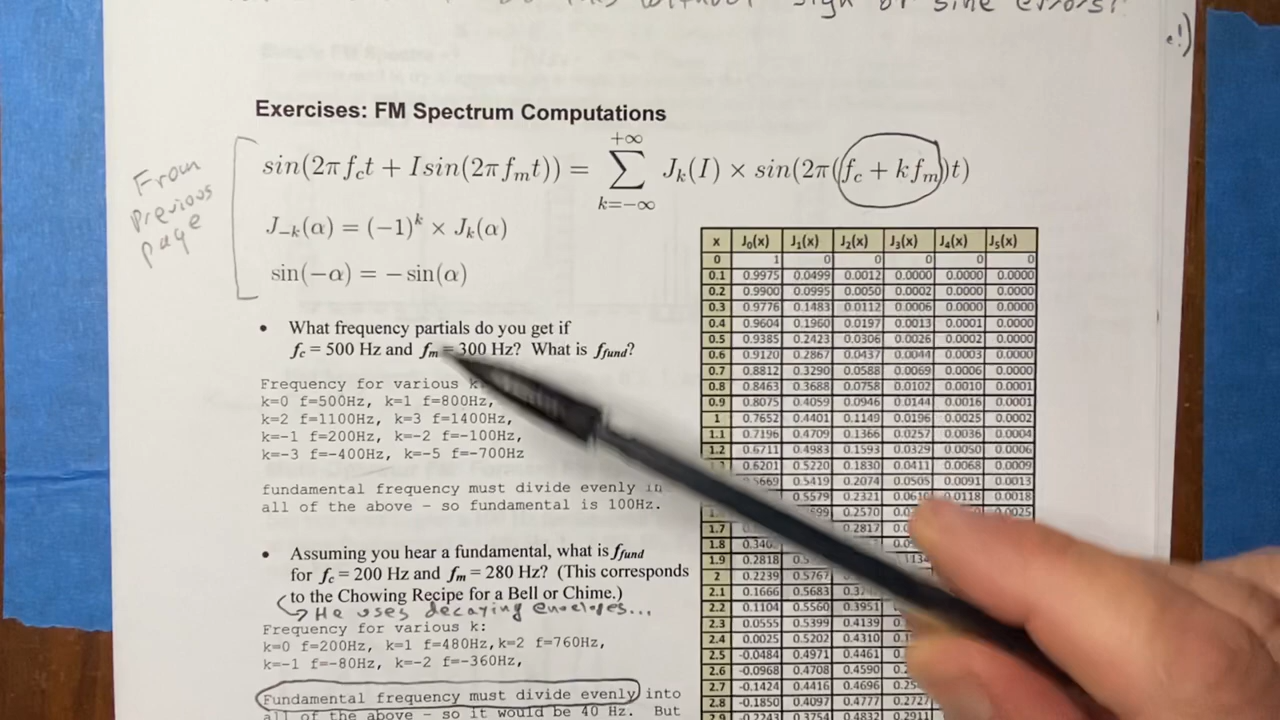 sign or sine errors!
e!)
Exercises: FM Spectrum Computations
From
previous
page
sin(2πf_c t + I sin(2πf_m t)) = ∑_{k=−∞}^{+∞} J_k(I) × sin(2π(f_c + kf_m)t)
J_{−k}(α) = (−1)^k × J_k(α)
sin(−α) = − sin(α)
• What frequency partials do you get if
f_c = 500 Hz and f_m = 300 Hz? What is f_fund?
Frequency for various k
k=0 f=500Hz, k=1 f=800Hz,
k=2 f=1100Hz, k=3 f=1400Hz,
k=-1 f=200Hz, k=-2 f=-100Hz,
k=-3 f=-400Hz, k=-5 f=-700Hz
fundamental frequency must divide evenly in
all of the above - so fundamental is 100Hz.
• Assuming you hear a fundamental, what is f_fund
for f_c = 200 Hz and f_m = 280 Hz? (This corresponds
to the Chowing Recipe for a Bell or Chime.)
He uses decaying envelopes...
Frequency for various k:
k=0 f=200Hz, k=1 f=480Hz,k=2 f=760Hz,
k=-1 f=-80Hz, k=-2 f=-360Hz,
Fundamental frequency must divide evenly into
all of the above - so it would be 40 Hz. But
x J0(x) J1(x) J2(x) J3(x) J4(x) J5(x)
0 1 0 0 0 0 0
0.1 0.9975 0.0499 0.0012 0.0000 0.0000 0.0000
0.2 0.9900 0.0995 0.0050 0.0002 0.0000 0.0000
0.3 0.9776 0.1483 0.0112 0.0006 0.0000 0.0000
0.4 0.9604 0.1960 0.0197 0.0013 0.0001 0.0000
0.5 0.9385 0.2423 0.0306 0.0026 0.0002 0.0000
0.6 0.9120 0.2867 0.0437 0.0044 0.0003 0.0000
0.7 0.8812 0.3290 0.0588 0.0069 0.0006 0.0000
0.8 0.8463 0.3688 0.0758 0.0102 0.0010 0.0001
0.9 0.8075 0.4059 0.0946 0.0144 0.0016 0.0001
1 0.7652 0.4401 0.1149 0.0196 0.0025 0.0002
1.1 0.7196 0.4709 0.1366 0.0257 0.0036 0.0004
1.2 0.6711 0.4983 0.1593 0.0329 0.0050 0.0006
0.6201 0.5220 0.1830 0.0411 0.0068 0.0009
0.5419 0.2074 0.0505 0.0091 0.0013
0.5579 0.2321 0.0118 0.0018
0.2570
1.7 0.2817
1.8
1.9 0.2818
2 0.2239 0.5767
2.1 0.1666 0.5683
2.2 0.1104 0.5560 0.3951
2.3 0.0555 0.5399 0.4139
2.4 0.0025 0.5202 0.4310
2.5 -0.0484 0.4971 0.4461
2.6 -0.0968 0.4708 0.4590
2.7 -0.1424 0.4416 0.4696
2.8 -0.1850 0.4097 0.4777 0.2727
2.9 -0.2243 0.3754 0.4832 0.2911